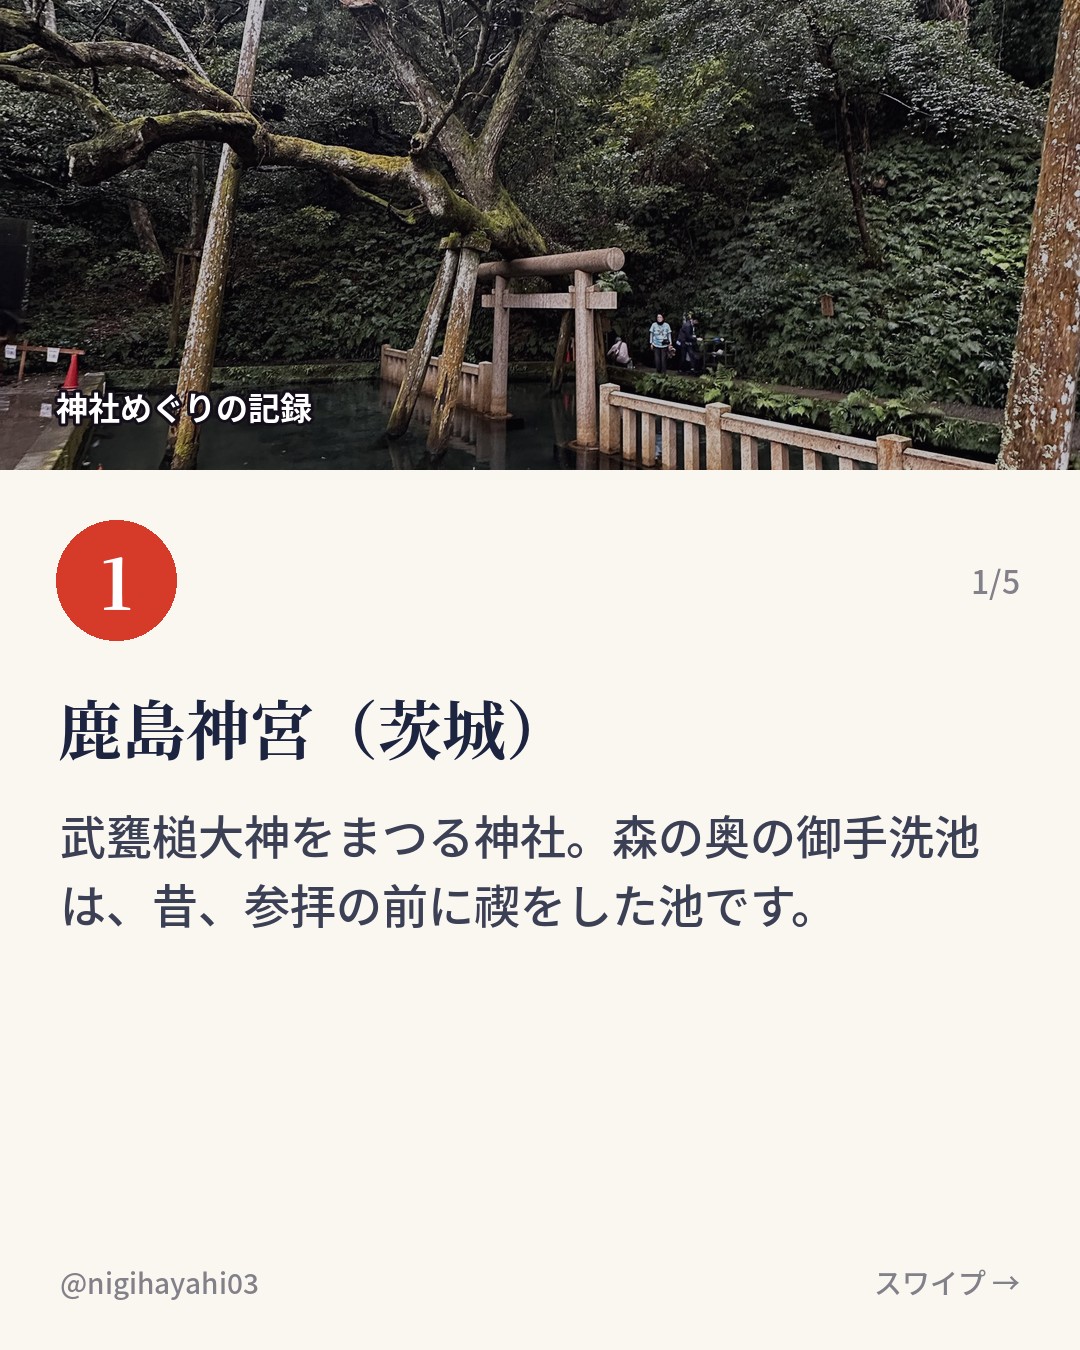 神社めぐりの記録
1
1/5
鹿島神宮（茨城）
武甕槌大神をまつる神社。森の奥の御手洗池
は、昔、参拝の前に禊をした池です。
@nigihayahi03
スワイプ →